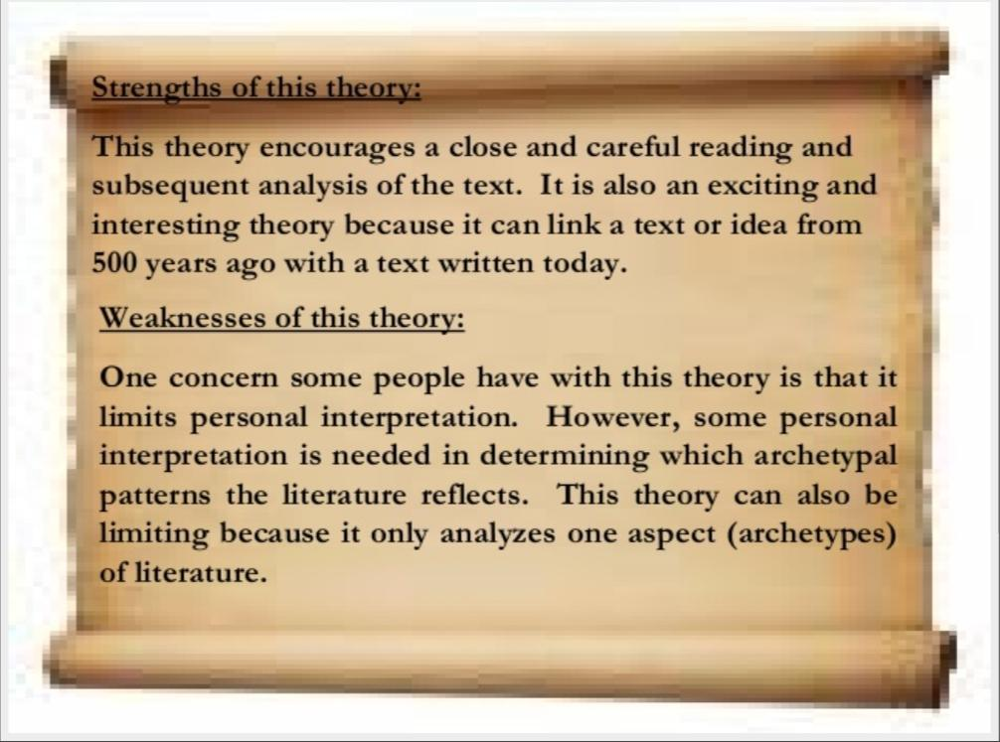 Strengths of this theory:
This theory encourages a close and careful reading and
subsequent analysis of the text.  It is also an exciting and
interesting theory because it can link a text or idea from
500 years ago with a text written today.
Weaknesses of this theory:
One concern some people have with this theory is that it
limits personal interpretation.  However, some personal
interpretation is needed in determining which archetypal
patterns the literature reflects.  This theory can also be
limiting because it only analyzes one aspect (archetypes)
of literature.